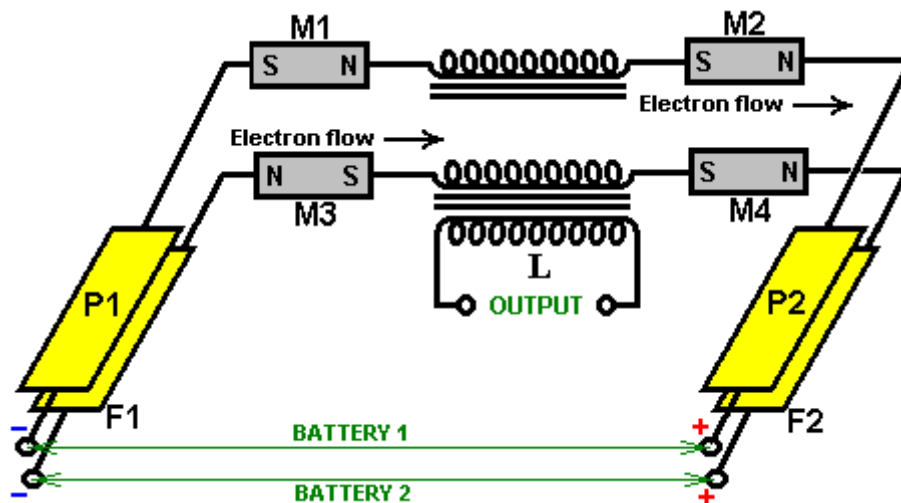 M1
M2
S N
S N
Electron flow
Electron flow
N S
S N
M3
M4
L
OUTPUT
P1
P2
F1
F2
− +
BATTERY 1
BATTERY 2
− +